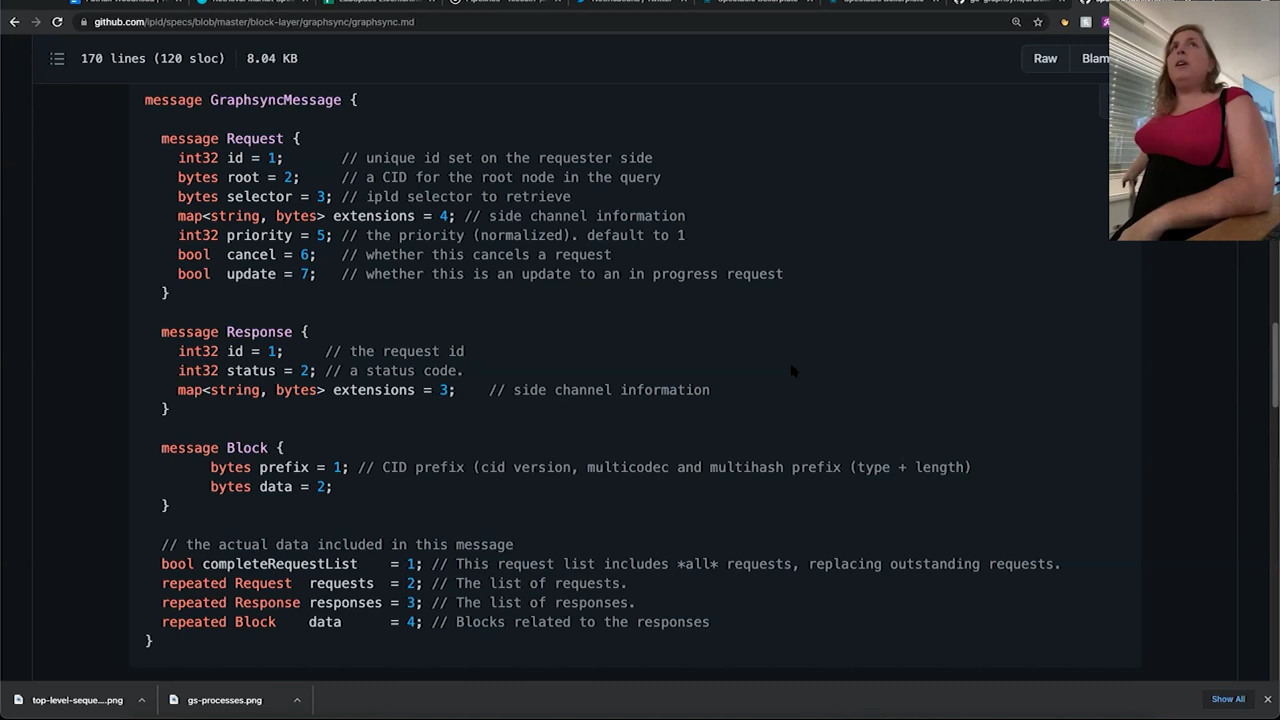 github.com/ipld/specs/blob/master/block-layer/graphsync/graphsync.md
170 lines (120 sloc) 8.04 KB
Raw
message GraphsyncMessage {
message Request {
int32 id = 1; // unique id set on the requester side
bytes root = 2; // a CID for the root node in the query
bytes selector = 3; // ipld selector to retrieve
map<string, bytes> extensions = 4; // side channel information
int32 priority = 5; // the priority (normalized). default to 1
bool cancel = 6; // whether this cancels a request
bool update = 7; // whether this is an update to an in progress request
}
message Response {
int32 id = 1; // the request id
int32 status = 2; // a status code.
map<string, bytes> extensions = 3; // side channel information
}
message Block {
bytes prefix = 1; // CID prefix (cid version, multicodec and multihash prefix (type + length)
bytes data = 2;
}
// the actual data included in this message
bool completeRequestList = 1; // This request list includes *all* requests, replacing outstanding requests.
repeated Request requests = 2; // The list of requests.
repeated Response responses = 3; // The list of responses.
repeated Block data = 4; // Blocks related to the responses
}
top-level-seque....png
gs-processes.png
Show All